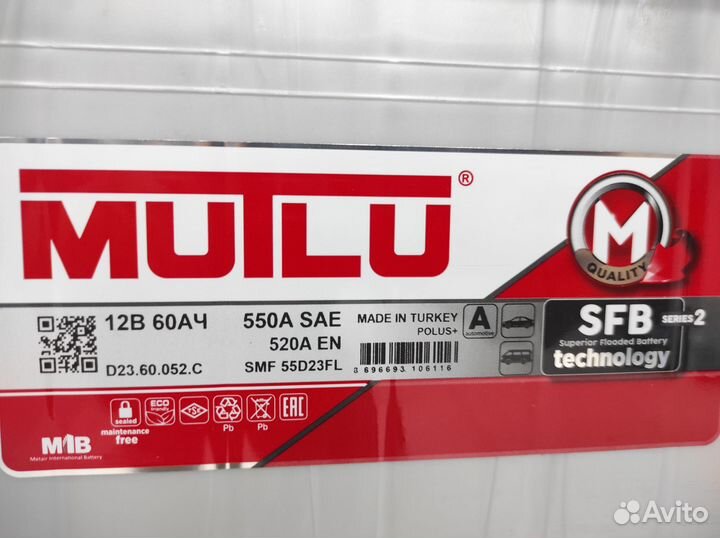 MUTLU®
M
QUALITY
12В 60АЧ
550A SAE
520A EN
D23.60.052.C
SMF 55D23FL
MADE IN TURKEY
POLUS+
8 696693 106116
A
automotive
SFB SERIES 2
Superior Flooded Battery
technology
sealed
maintenance
free
ECO
friendly
TSE
Pb
Pb
EAC
MIB
Metair International Battery
Avito